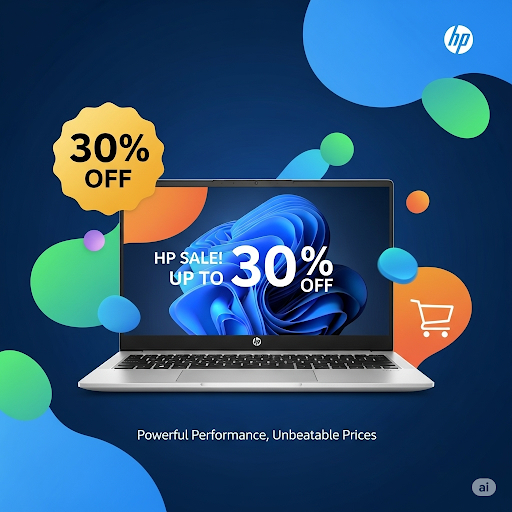 hp
30%
OFF
HP SALE!
UP TO 30%
OFF
hp
Powerful Performance, Unbeatable Prices
ai